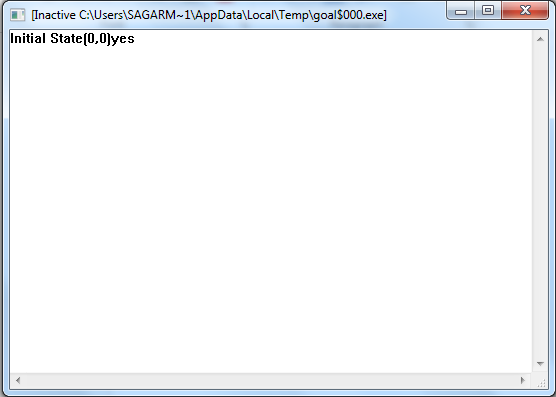 [Inactive C:\Users\SAGARM~1\AppData\Local\Temp\goal$000.exe]
Initial State(0,0)yes